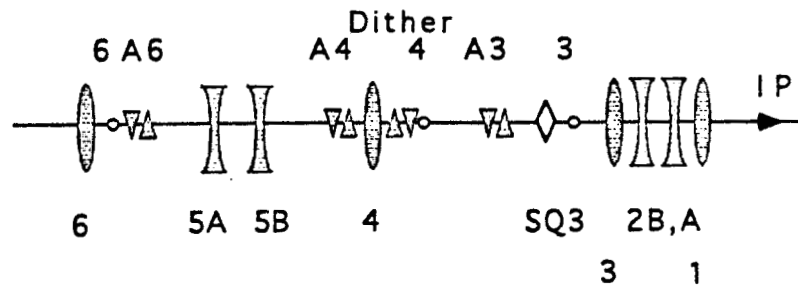 Dither
6 A6 A4 4 A3 3
IP
6 5A 5B 4 SQ3 2B,A
3 1